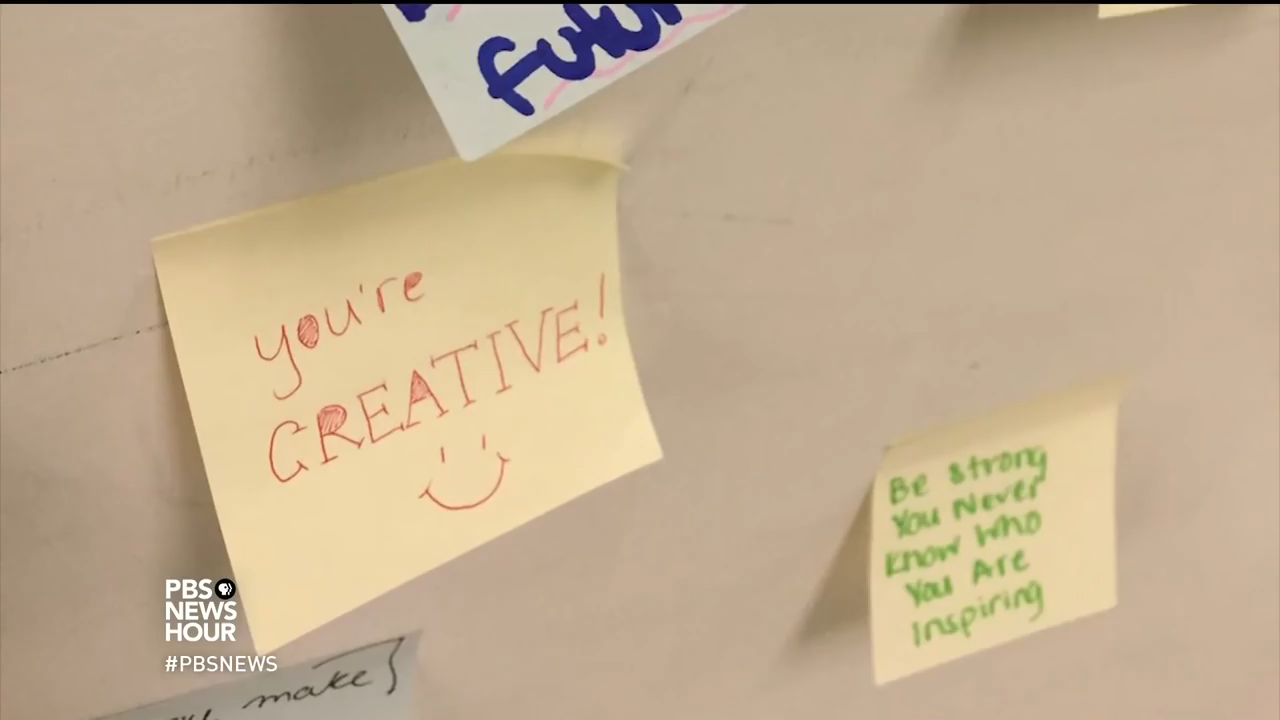 you're
CREATIVE!
Be strong
You Never
know who
You Are
Inspiring
make
PBS
NEWS
HOUR
#PBSNEWS